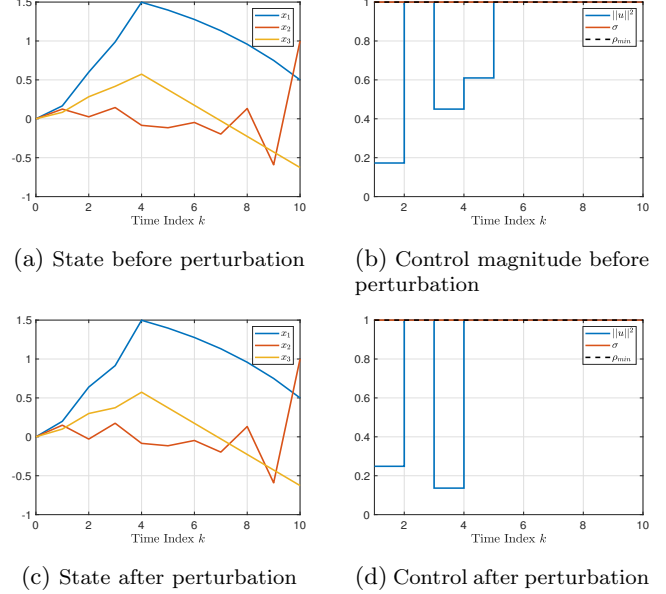 1.5
1
0.5
0
-0.5
-1
0 2 4 6 8 10
Time Index k
x₁
x₂
x₃
1
0.8
0.6
0.4
0.2
0
2 4 6 8 10
Time Index k
||u||²
σ
ρmin
(a) State before perturbation
(b) Control magnitude before
perturbation
1.5
1
0.5
0
-0.5
-1
0 2 4 6 8 10
Time Index k
x₁
x₂
x₃
1
0.8
0.6
0.4
0.2
0
2 4 6 8 10
Time Index k
||u||²
σ
ρmin
(c) State after perturbation
(d) Control after perturbation